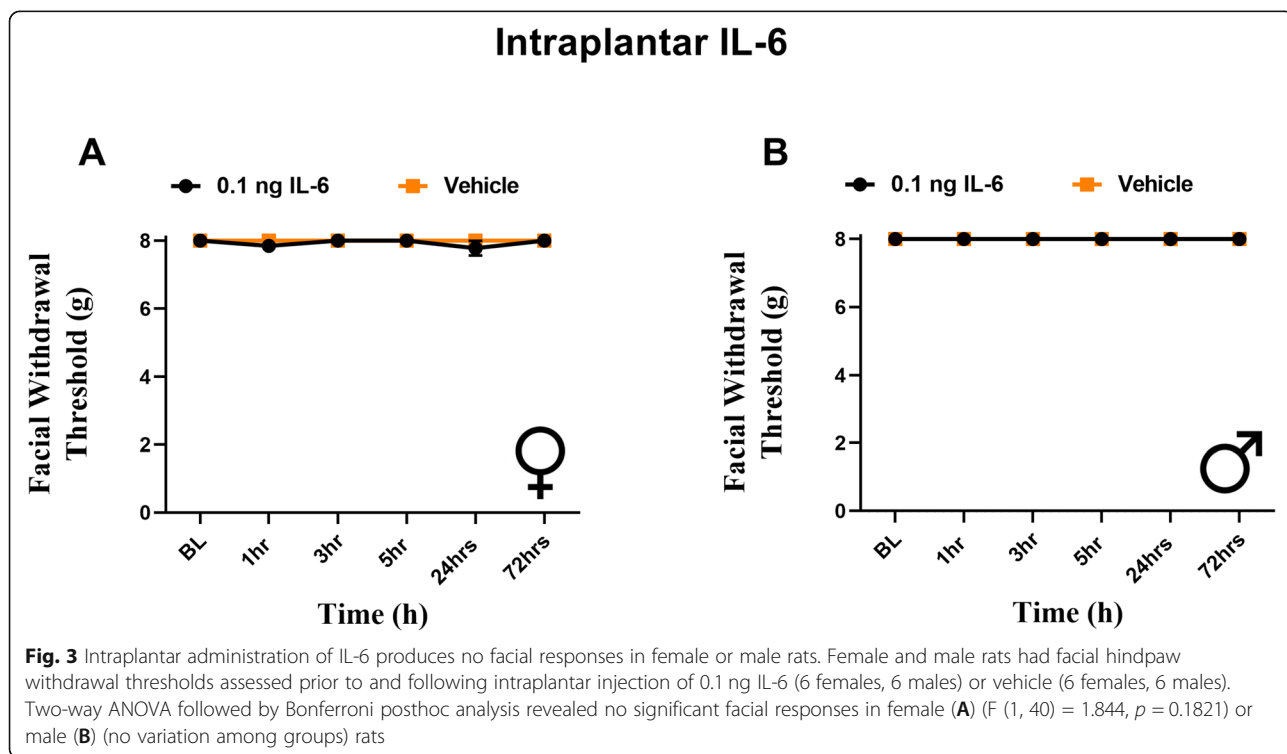 Intraplantar IL-6
A
0.1 ng IL-6 Vehicle
8
6
4
2
0
Facial Withdrawal
Threshold (g)
BL 1hr 3hr 5hr 24hrs 72hrs
Time (h)
B
0.1 ng IL-6 Vehicle
8
6
4
2
0
Facial Withdrawal
Threshold (g)
BL 1hr 3hr 5hr 24hrs 72hrs
Time (h)
Fig. 3 Intraplantar administration of IL-6 produces no facial responses in female or male rats. Female and male rats had facial hindpaw
withdrawal thresholds assessed prior to and following intraplantar injection of 0.1 ng IL-6 (6 females, 6 males) or vehicle (6 females, 6 males).
Two-way ANOVA followed by Bonferroni posthoc analysis revealed no significant facial responses in female (A) (F (1, 40) = 1.844, p = 0.1821) or
male (B) (no variation among groups) rats